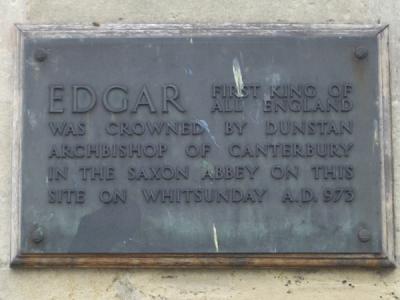 EDGAR FIRST KING OF
ALL ENGLAND
WAS CROWNED BY DUNSTAN
ARCHBISHOP OF CANTERBURY
IN THE SAXON ABBEY ON THIS
SITE ON WHITSUNDAY A.D. 973